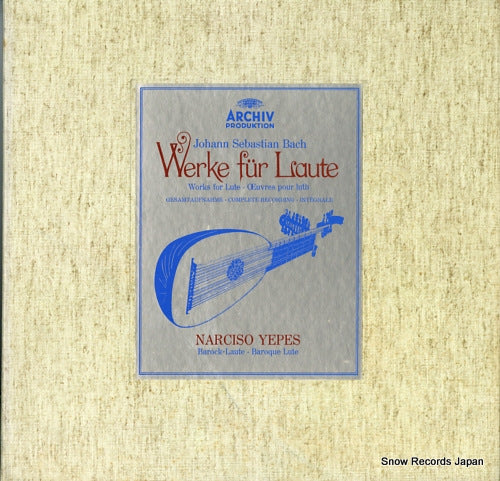 ARCHIV
PRODUKTION
Johann Sebastian Bach
Werke für Laute
Works for Lute - Œuvres pour luth
GESAMTAUFNAHME - COMPLETE RECORDING - INTÉGRALE
NARCISO YEPES
Barock-Laute - Baroque Lute
Snow Records Japan